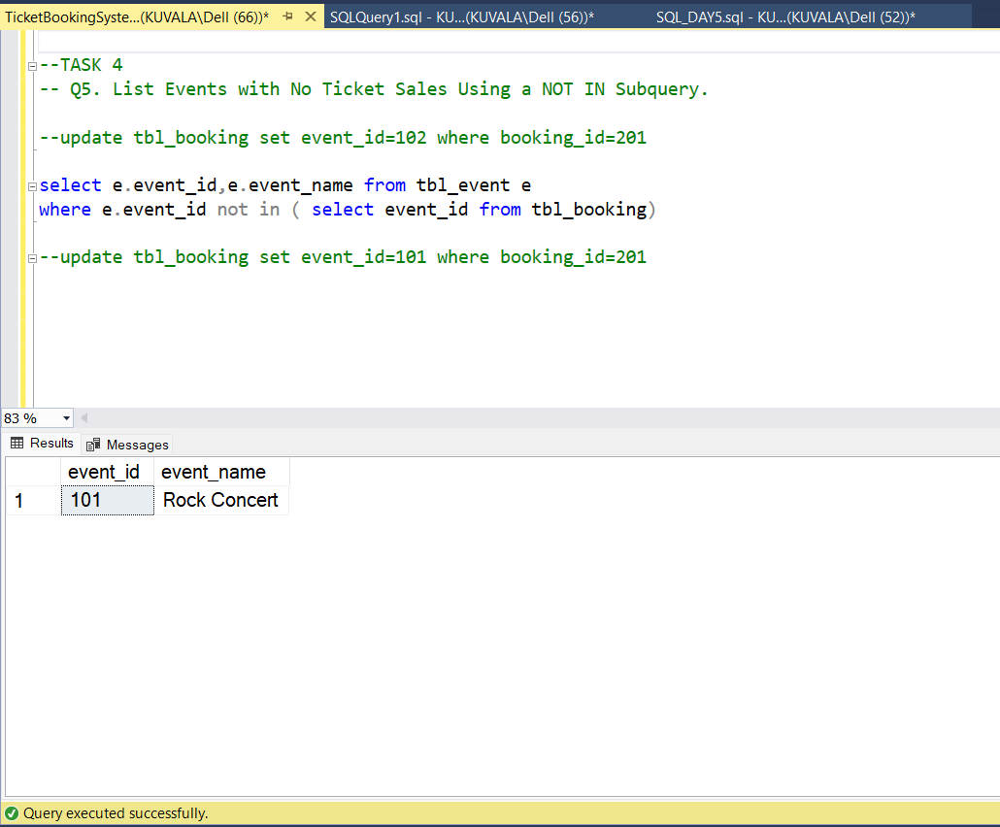 TicketBookingSyste...(KUVALA\Dell (66))* SQLQuery1.sql - KU...(KUVALA\Dell (56))* SQL_DAY5.sql - KU...(KUVALA\Dell (52))*
--TASK 4
-- Q5. List Events with No Ticket Sales Using a NOT IN Subquery.
--update tbl_booking set event_id=102 where booking_id=201
select e.event_id,e.event_name from tbl_event e
where e.event_id not in ( select event_id from tbl_booking)
--update tbl_booking set event_id=101 where booking_id=201
83 %
Results Messages
event_id event_name
1 101 Rock Concert
Query executed successfully.